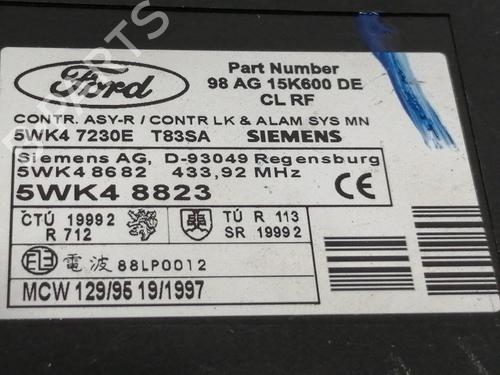 Ford
Part Number
98 AG 15K600 DE
CL RF
CONTR. ASY-R / CONTR LK & ALAM SYS MN
5WK4 7230E T83SA SIEMENS
Siemens AG, D-93049 Regensburg
5WK4 8682 433,92 MHz
5WK4 8823
CE
ČTÚ 1999 2
R 712
TÚ R 113
SR 1999 2
電波 88LP0012
MCW 129/95 19/1997
PARTS